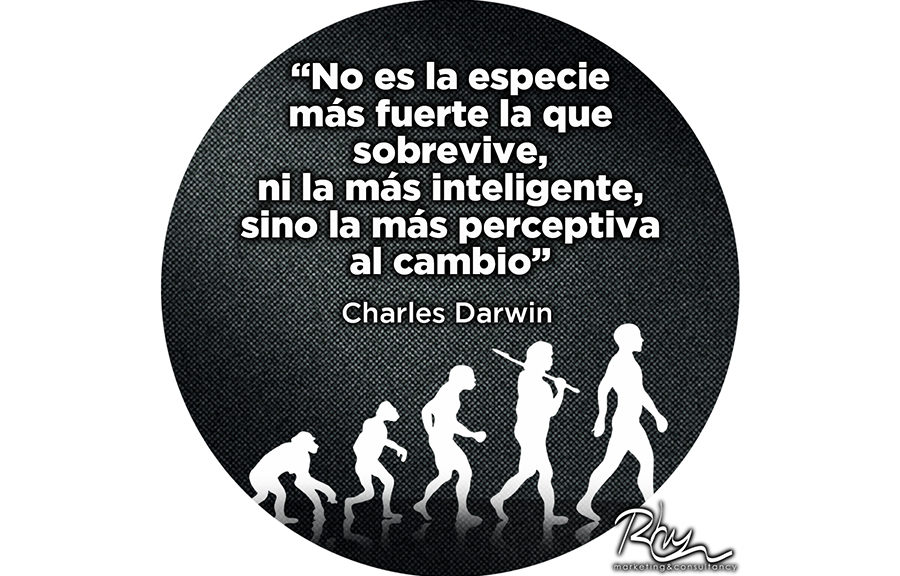 “No es la especie
más fuerte la que
sobrevive,
ni la más inteligente,
sino la más perceptiva
al cambio”
Charles Darwin
Rhy
marketing&consultancy